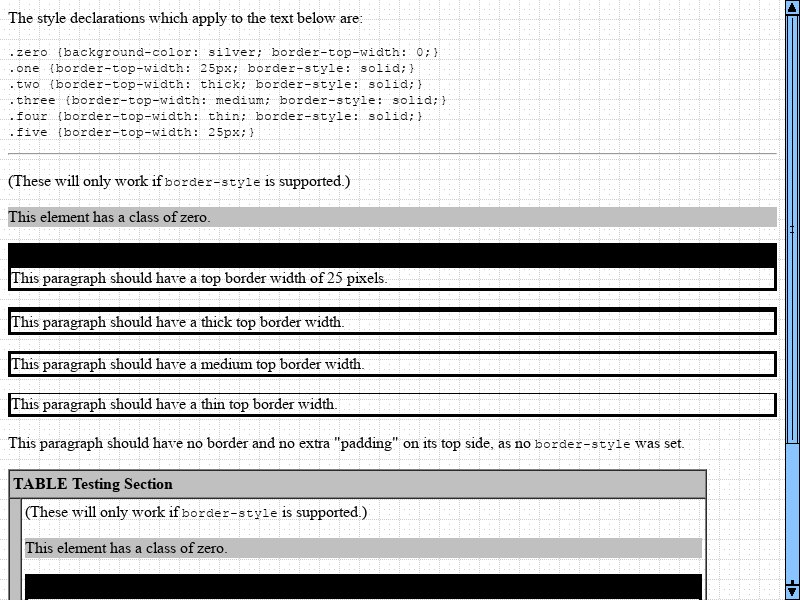 The style declarations which apply to the text below are:
.zero {background-color: silver; border-top-width: 0;}
.one {border-top-width: 25px; border-style: solid;}
.two {border-top-width: thick; border-style: solid;}
.three {border-top-width: medium; border-style: solid;}
.four {border-top-width: thin; border-style: solid;}
.five {border-top-width: 25px;}
(These will only work if border-style is supported.)
This element has a class of zero.
This paragraph should have a top border width of 25 pixels.
This paragraph should have a thick top border width.
This paragraph should have a medium top border width.
This paragraph should have a thin top border width.
This paragraph should have no border and no extra "padding" on its top side, as no border-style was set.
TABLE Testing Section
(These will only work if border-style is supported.)
This element has a class of zero.